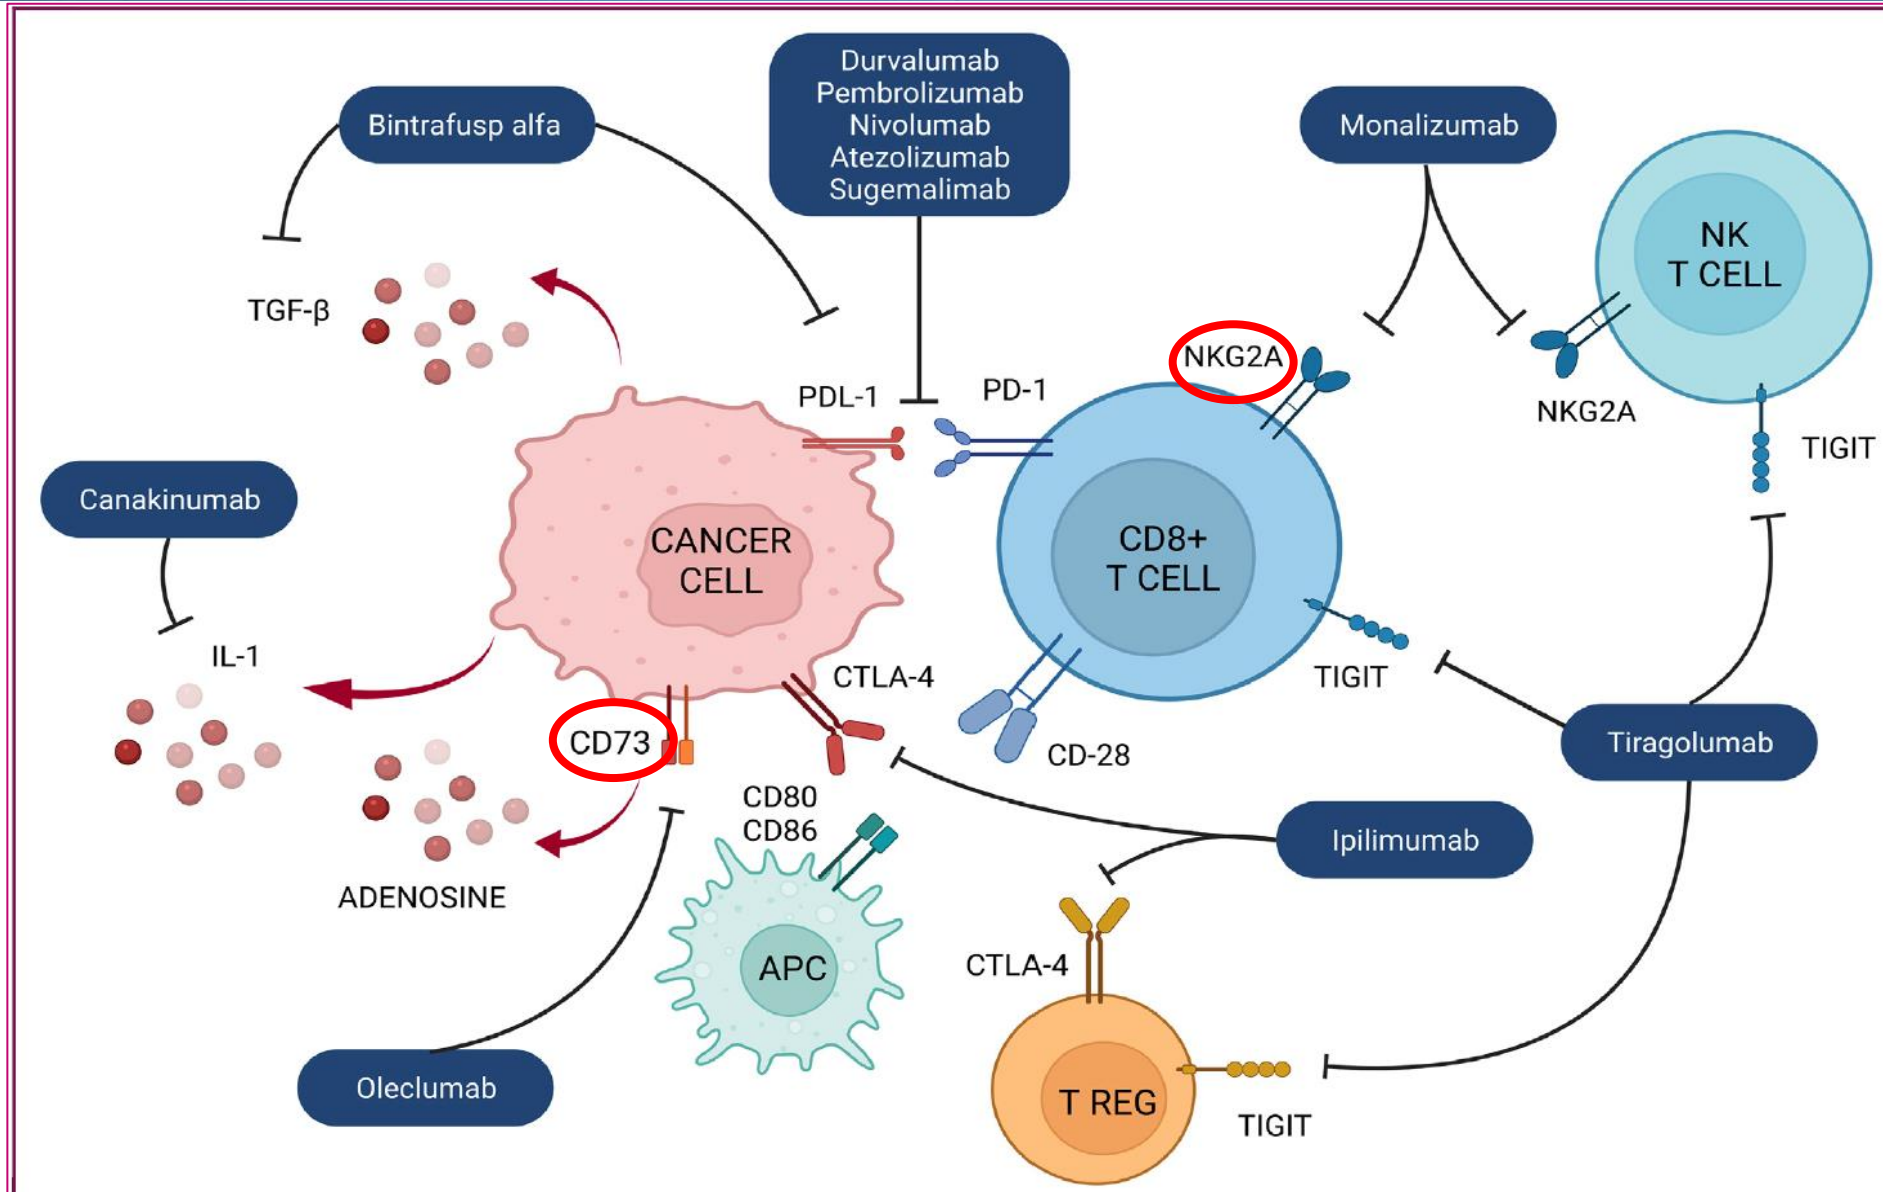 Durvalumab
Pembrolizumab
Nivolumab
Atezolizumab
Sugemalimab
Bintrafusp alfa
Monalizumab
NK
T CELL
TGF-β
NKG2A
PDL-1
PD-1
NKG2A
TIGIT
Canakinumab
CANCER
CELL
CD8+
T CELL
IL-1
CTLA-4
TIGIT
CD73
CD-28
Tiragolumab
CD80
CD86
Ipilimumab
ADENOSINE
APC
CTLA-4
Oleclumab
T REG
TIGIT